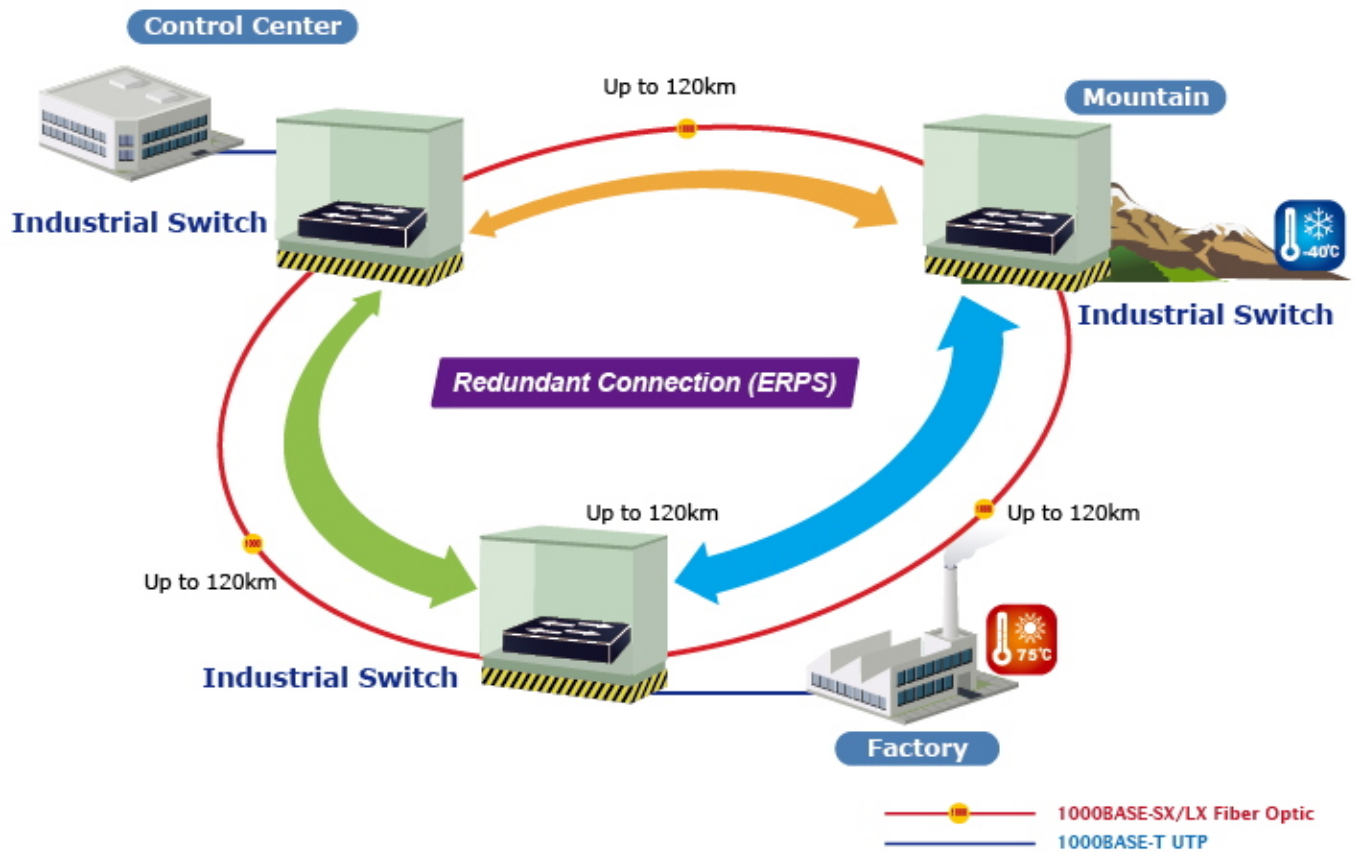 Control Center
Up to 120km
Mountain
Industrial Switch
-40°C
Industrial Switch
Redundant Connection (ERPS)
Up to 120km
Up to 120km
Up to 120km
Industrial Switch
75°C
Factory
1000BASE-SX/LX Fiber Optic
1000BASE-T UTP